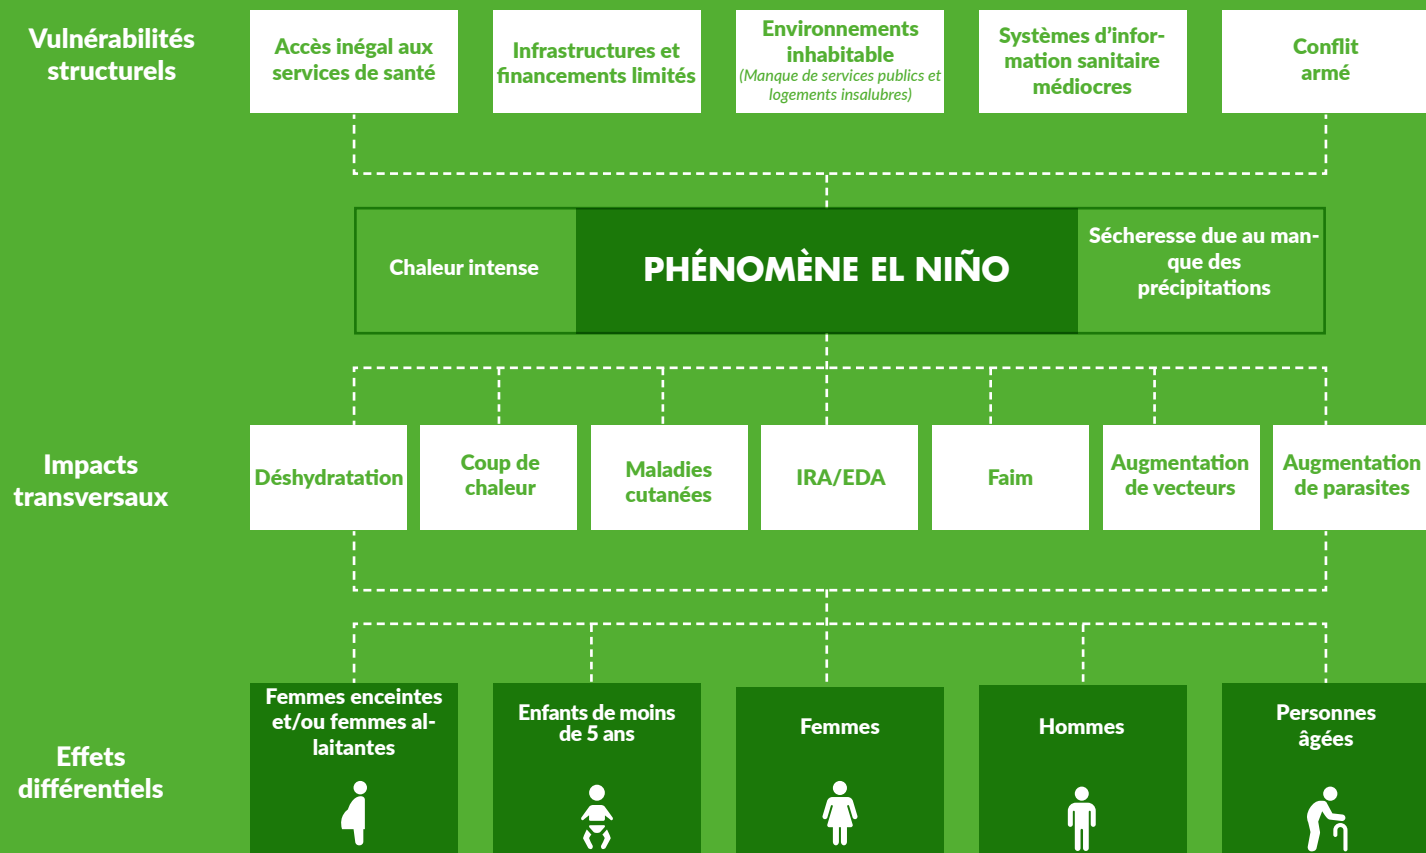 Vulnérabilités
structurels
Accès inégal aux
services de santé
Infrastructures et
financements limités
Environnements
inhabitable
(Manque de services publics et
logements insalubres)
Systèmes d’infor-
mation sanitaire
médiocres
Conflit
armé
Chaleur intense
PHÉNOMÈNE EL NIÑO
Sécheresse due au man-
que des
précipitations
Impacts
transversaux
Déshydratation
Coup de
chaleur
Maladies
cutanées
IRA/EDA
Faim
Augmentation
de vecteurs
Augmentation
de parasites
Effets
différentiels
Femmes enceintes
et/ou femmes al-
laitantes
Enfants de moins
de 5 ans
Femmes
Hommes
Personnes
âgées